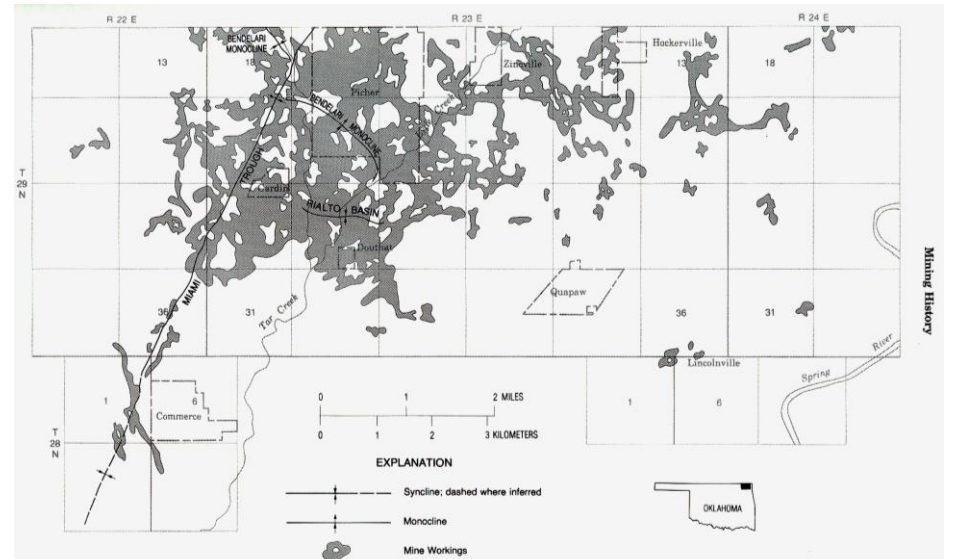 R 22 E
R 23 E
R 24 E
BENDELARI
MONOCLINE
13
18
Picher
Zincville
Hockerville
13
18
BENDELARI MONOCLINE
Lytle Creek
T
29
N
TROUGH
Cardin
RIALTO BASIN
Douthat
MIAMI
Quapaw
36
31
Tar Creek
36
31
Lincolnville
Spring River
1
6
Commerce
1
6
T
28
N
0 1 2 MILES
0 1 2 3 KILOMETERS
EXPLANATION
Syncline; dashed where inferred
Monocline
Mine Workings
OKLAHOMA
Mining History